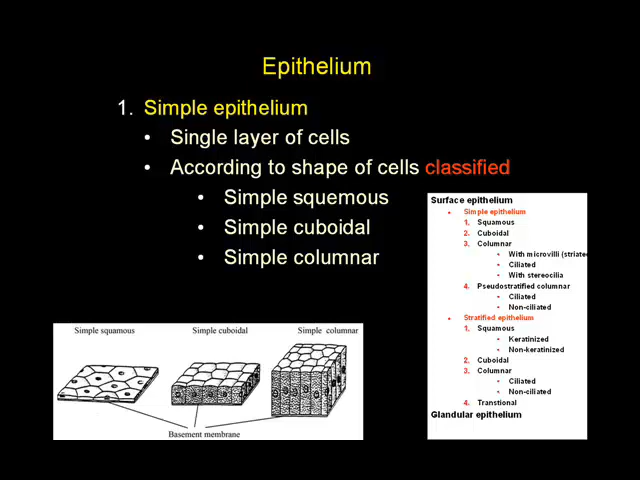 Epithelium
1. Simple epithelium
• Single layer of cells
• According to shape of cells classified
• Simple squemous
• Simple cuboidal
• Simple columnar
Surface epithelium
• Simple epithelium
1. Squamous
2. Cuboidal
3. Columnar
• With microvilli (striate
• Ciliated
• With stereocilia
4. Pseudostratified columnar
• Ciliated
• Non-ciliated
• Stratified epithelium
1. Squamous
• Keratinized
• Non-keratinized
2. Cuboidal
3. Columnar
• Ciliated
• Non-ciliated
4. Transtional
Glandular epithelium
Simple squamous Simple cuboidal Simple columnar
Basement membrane